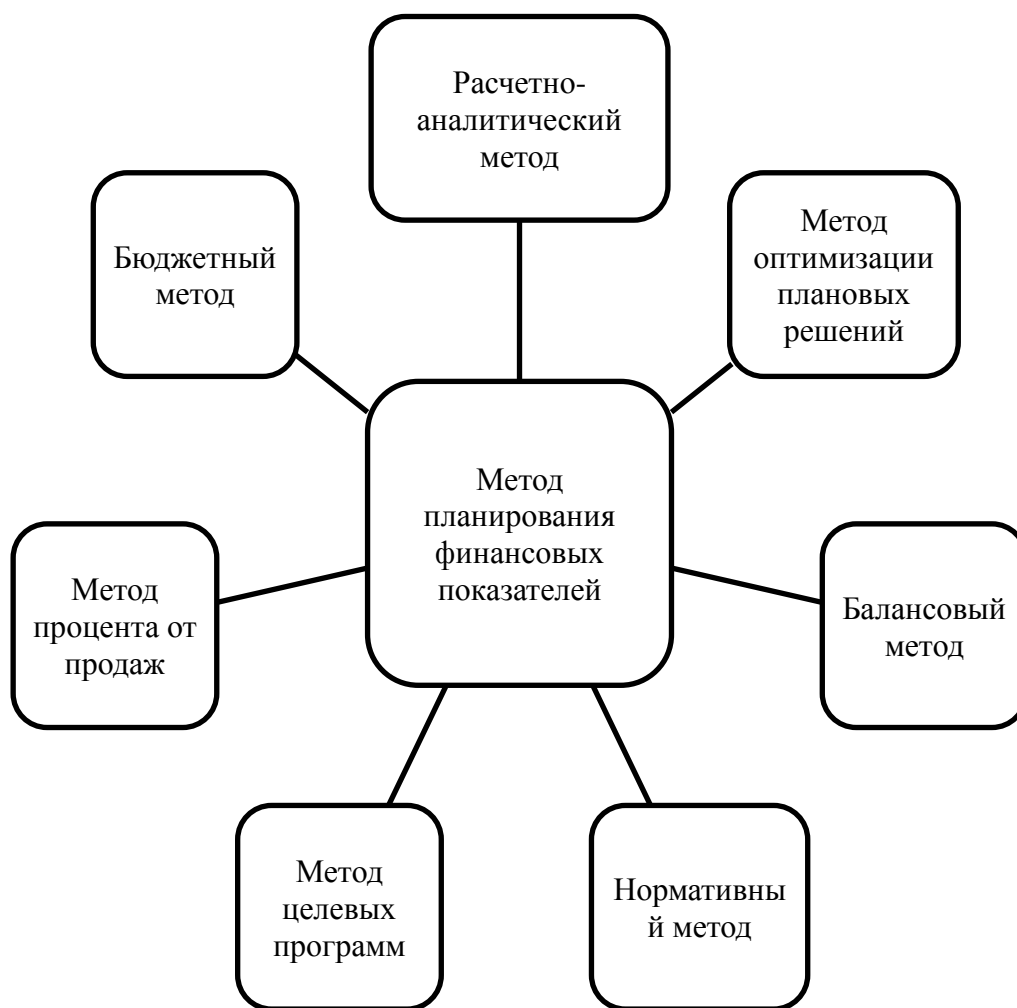 Расчетно-
аналитический
метод
Бюджетный
метод
Метод
оптимизации
плановых
решений
Метод
планирования
финансовых
показателей
Метод
процента от
продаж
Балансовый
метод
Метод
целевых
программ
Нормативны
й метод